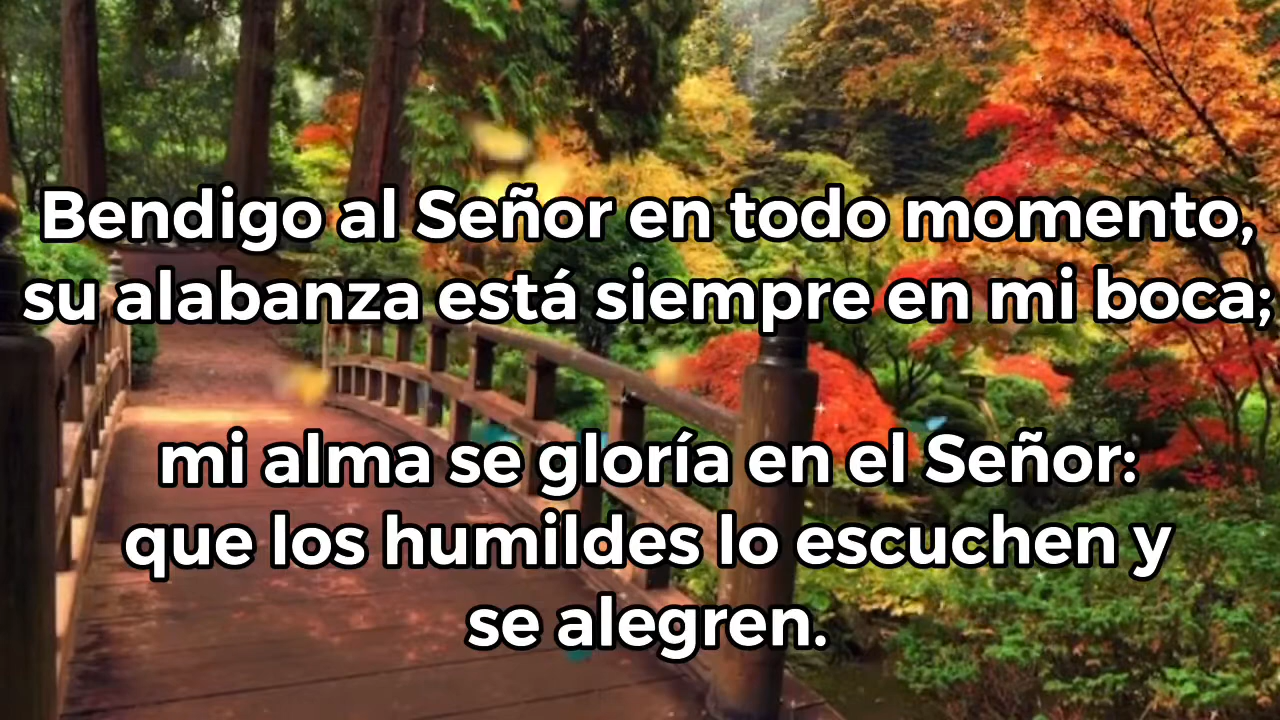 Bendigo al Señor en todo momento,
su alabanza está siempre en mi boca;
mi alma se gloría en el Señor:
que los humildes lo escuchen y
se alegren.